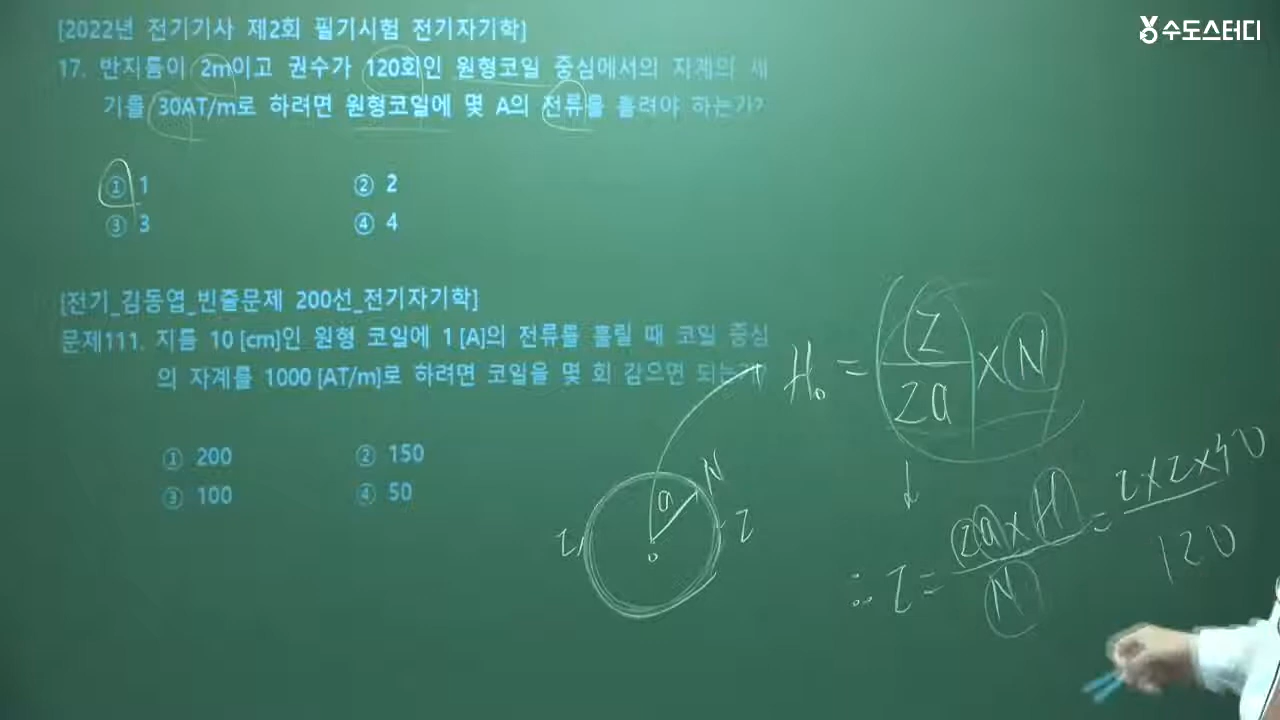 수도스터디
[2022년 전기기사 제2회 필기시험 전기자기학]
17. 반지름이 2m이고 권수가 120회인 원형코일 중심에서의 자계의 세
기를 30AT/m로 하려면 원형코일에 몇 A의 전류를 흘려야 하는가?
① 1 ② 2
③ 3 ④ 4
[전기_김동엽_빈출문제 200선_전기자기학]
문제111. 지름 10 [cm]인 원형 코일에 1 [A]의 전류를 흘릴 때 코일 중심
의 자계를 1000 [AT/m]로 하려면 코일을 몇 회 감으면 되는가?
① 200 ② 150
③ 100 ④ 50
H₀ = (I/2a × N)
N
a
I I
0
∴ I = 2a×H/N = 2×2×30/120